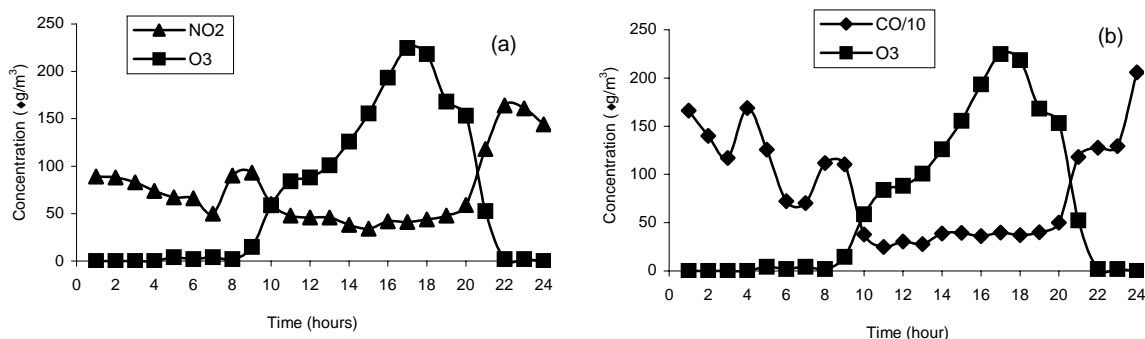 NO2
O3
(a)
Concentration (♦g/m³)
250
200
150
100
50
0
0 2 4 6 8 10 12 14 16 18 20 22 24
Time (hours)
CO/10
O3
(b)
Concentration (♦g/m³)
250
200
150
100
50
0
0 2 4 6 8 10 12 14 16 18 20 22 24
Time (hour)